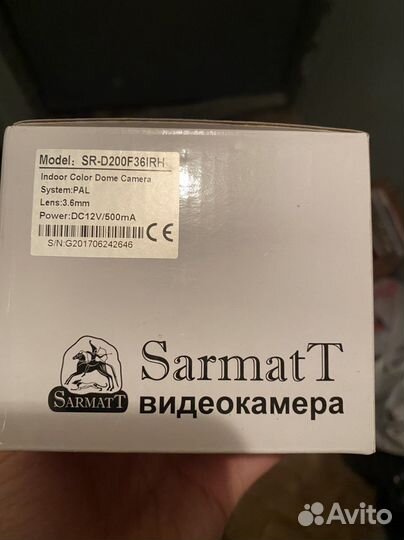 Model: SR-D200F36IRH
Indoor Color Dome Camera
System:PAL
Lens:3.6mm
Power:DC12V/500mA
CE
S/N:G201706242646
SARMATT
SarmatT
видеокамера
Avito